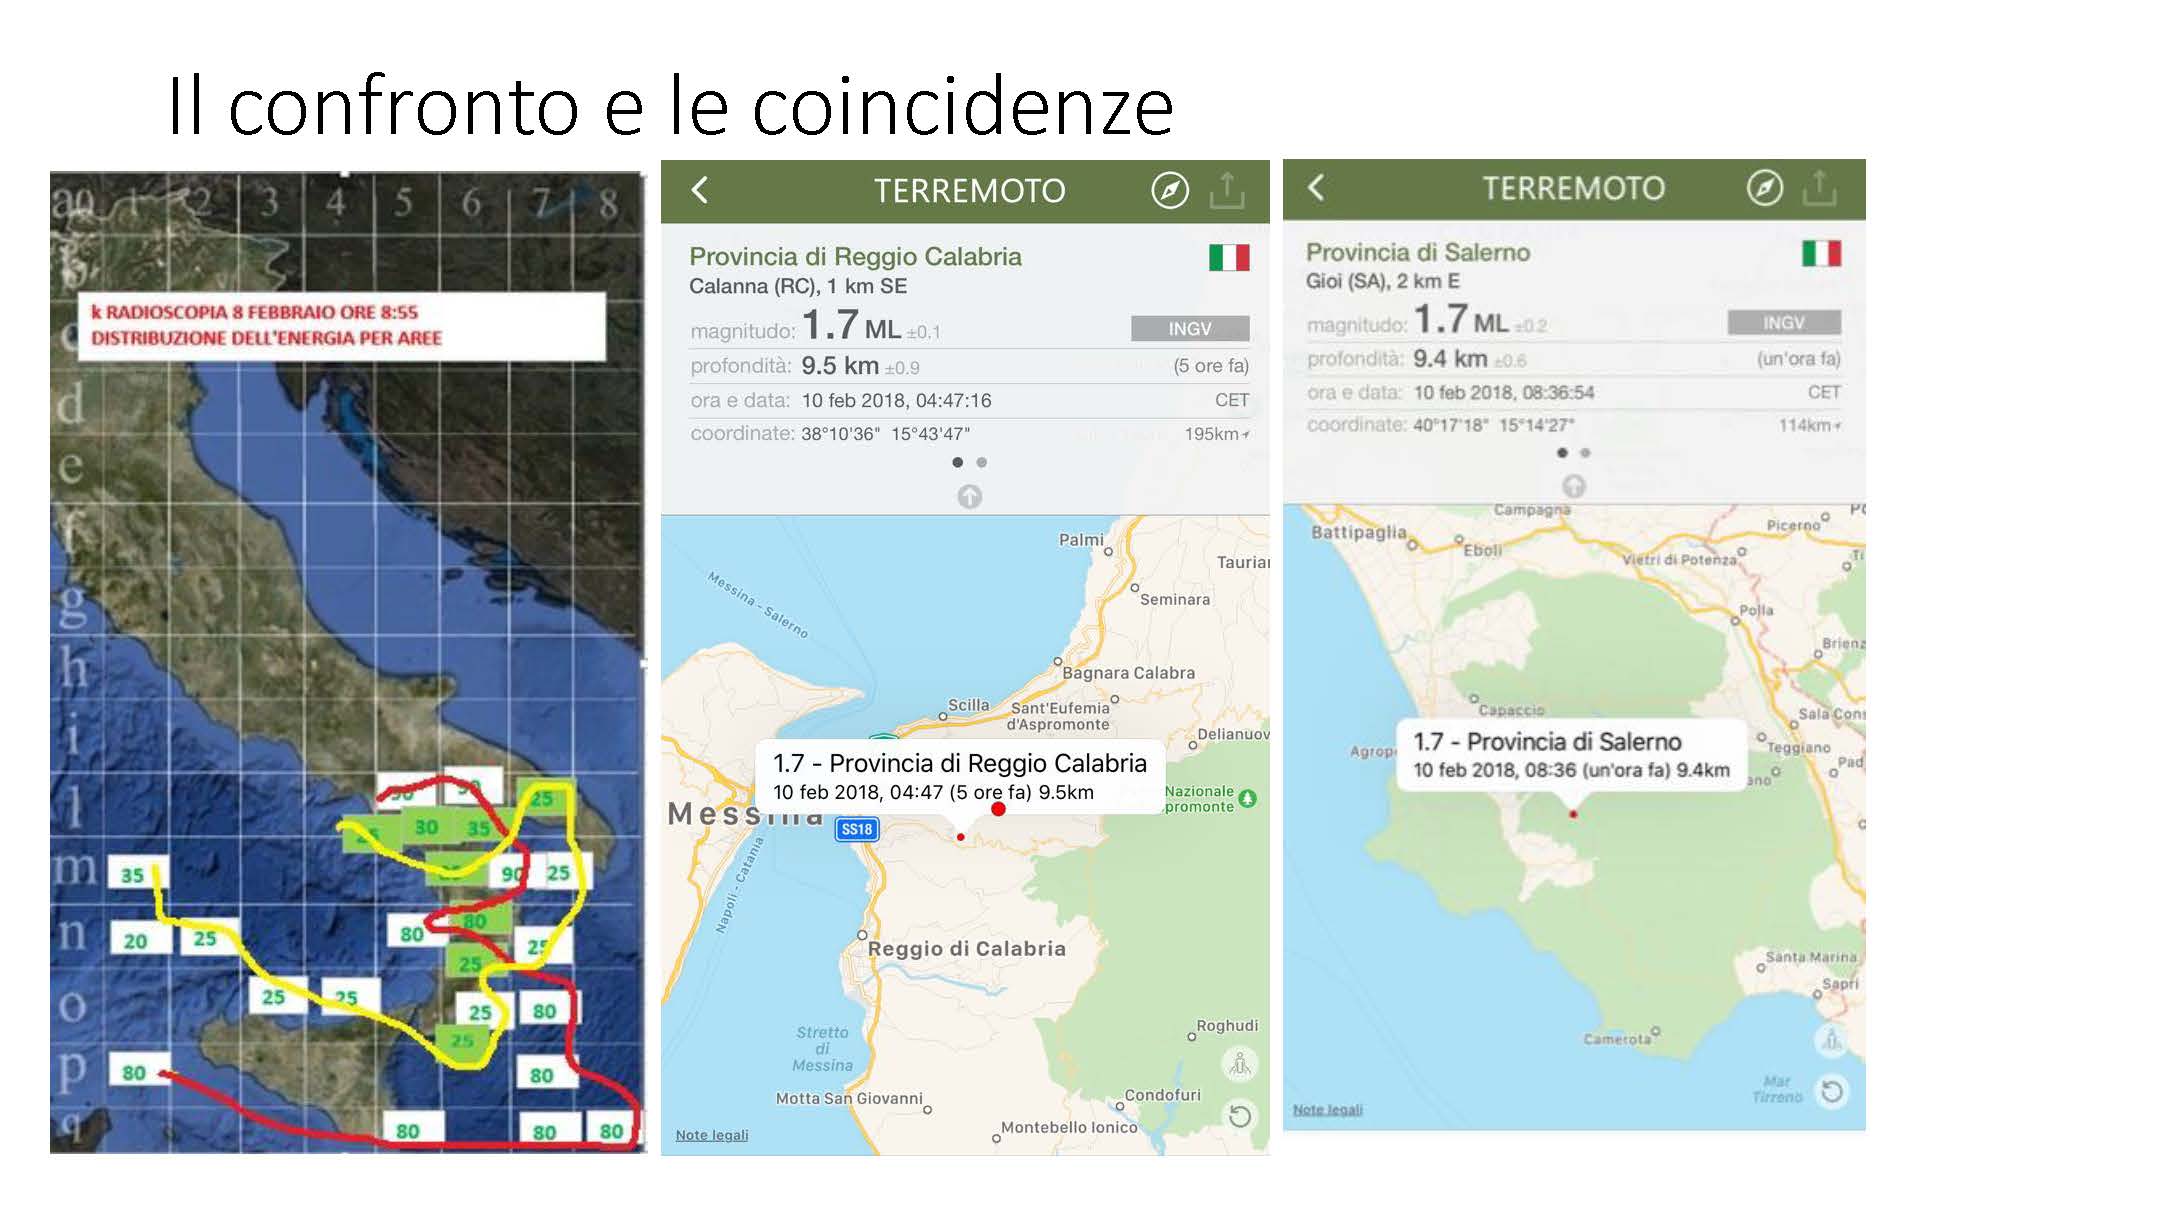 Il confronto e le coincidenze
ao 1 2 3 4 5 6 7 8
b
k RADIOSCOPIA 8 FEBBRAIO ORE 8:55
DISTRIBUZIONE DELL'ENERGIA PER AREE
c
d
e
f
g
h
i
l
90
25
30 35
m
35
90 25
n
20 25
80 80 25
25
o
25 25
25 80
25
p
80
80
q
80 80 80
TERREMOTO
Provincia di Reggio Calabria
Calanna (RC), 1 km SE
magnitudo: 1.7 ML ±0.1 INGV
profondità: 9.5 km ±0.9 (5 ore fa)
ora e data: 10 feb 2018, 04:47:16 CET
coordinate: 38°10'36" 15°43'47" 195km
Palmi
Taurian
Messina - Salerno
Seminara
Bagnara Calabra
Scilla
Sant'Eufemia
d'Aspromonte
Delianuov
1.7 - Provincia di Reggio Calabria
10 feb 2018, 04:47 (5 ore fa) 9.5km
Nazionale
promonte
Messina
SS18
Napoli - Catania
Reggio di Calabria
Stretto
di
Messina
Roghudi
Motta San Giovanni
Condofuri
Montebello Ionico
Note legali
TERREMOTO
Provincia di Salerno
Gioi (SA), 2 km E
magnitudo: 1.7 ML ±0.2 INGV
profondità: 9.4 km ±0.6 (un'ora fa)
ora e data: 10 feb 2018, 08:36:54 CET
coordinate: 40°17'18" 15°14'27" 114km
Campagna
Battipaglia
Eboli
Picerno
Vietri di Potenza
Polla
Brienz
Capaccio
Sala Cons
1.7 - Provincia di Salerno
10 feb 2018, 08:36 (un'ora fa) 9.4km
Agrop
Teggiano
Pad
ano
Santa Marina
Sapri
Camerota
Mar
Tirreno
Note legali